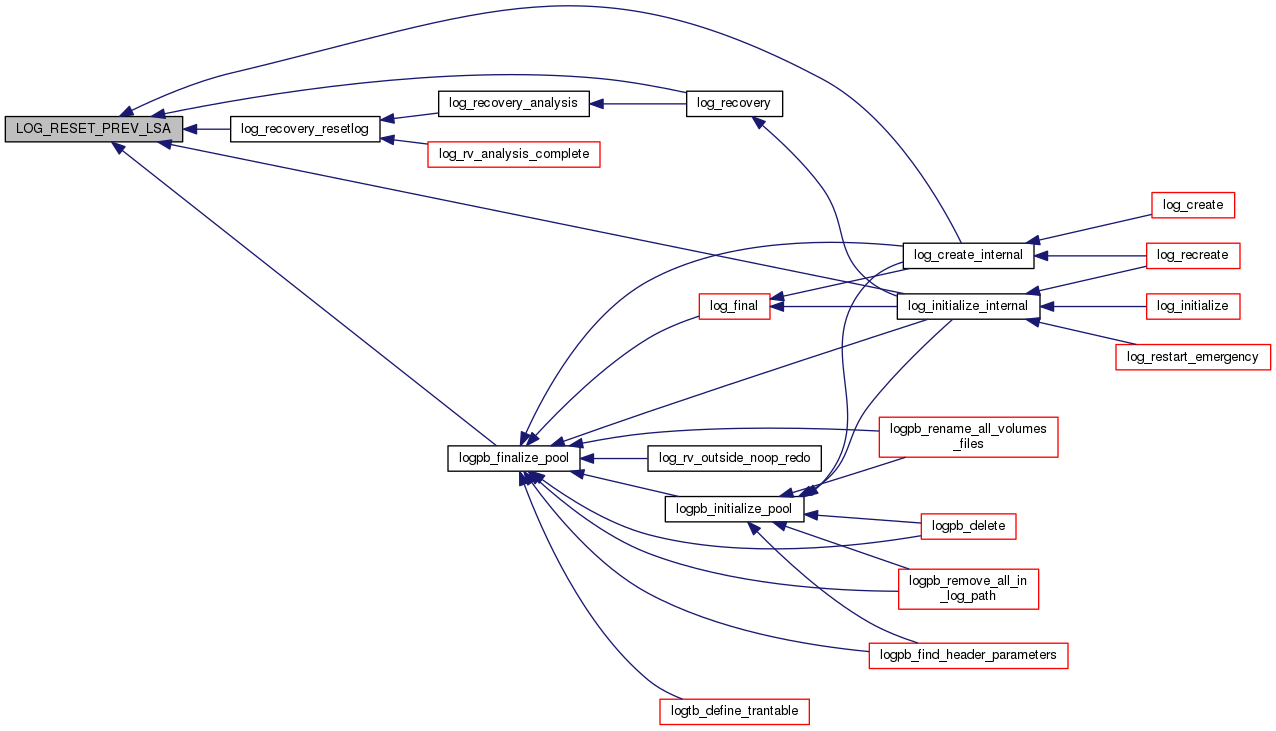 LOG_RESET_PREV_LSA
log_recovery_analysis
log_recovery
log_recovery_resetlog
log_rv_analysis_complete
log_create
log_create_internal
log_recreate
log_final
log_initialize_internal
log_initialize
log_restart_emergency
logpb_rename_all_volumes
_files
logpb_finalize_pool
log_rv_outside_noop_redo
logpb_initialize_pool
logpb_delete
logpb_remove_all_in
_log_path
logpb_find_header_parameters
logtb_define_trantable